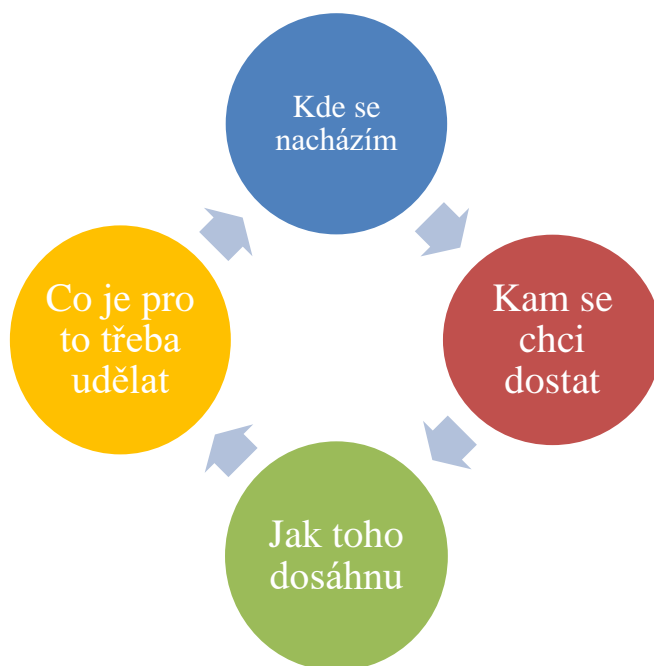 Kde se
nacházím
Kam se
chci
dostat
Jak toho
dosáhnu
Co je pro
to třeba
udělat